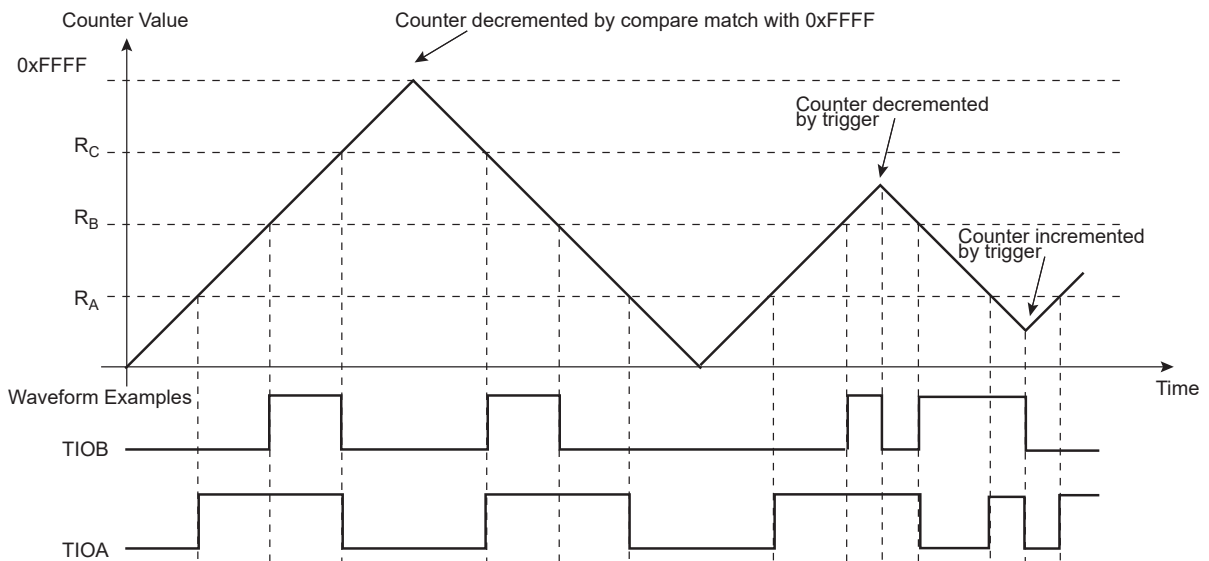 Counter Value
Counter decremented by compare match with 0xFFFF
0xFFFF
Counter decremented
by trigger
RC
RB
Counter incremented
by trigger
RA
Time
Waveform Examples
TIOB
TIOA